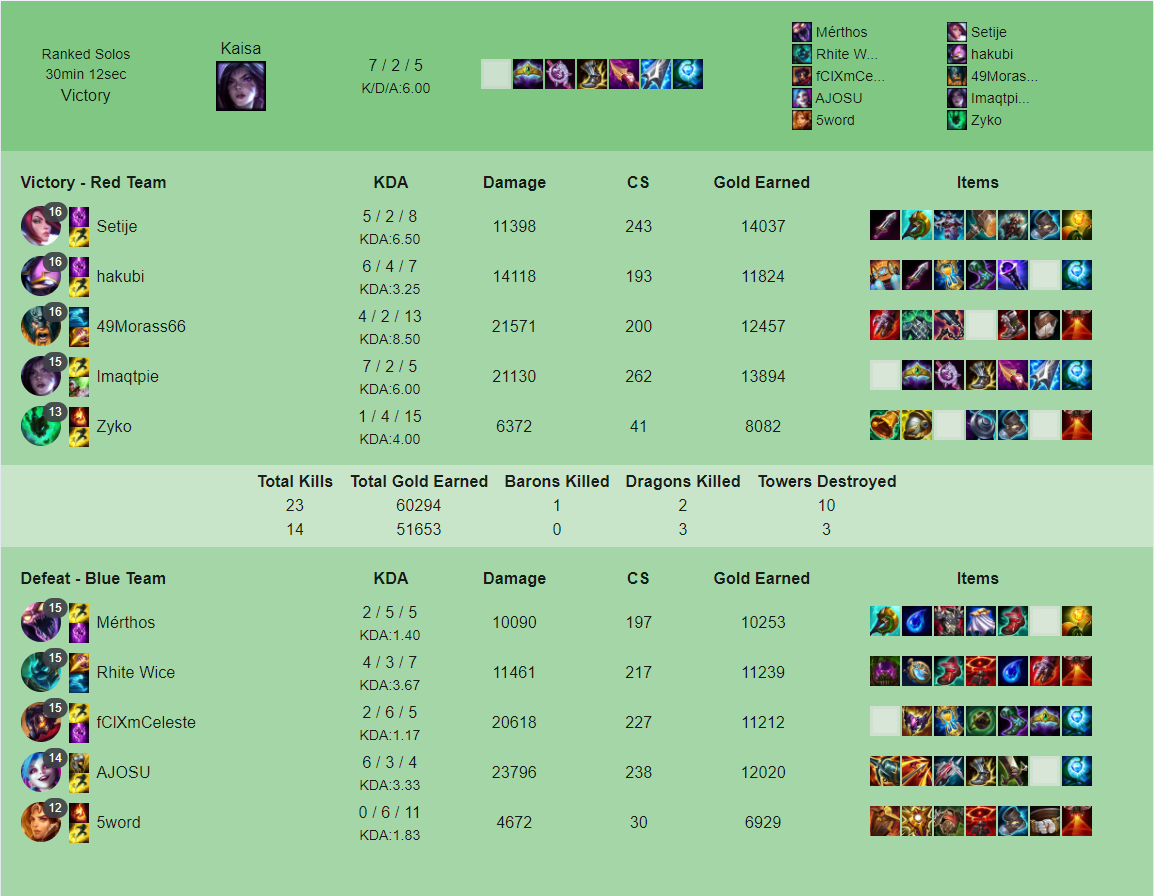 Ranked Solos
30min 12sec
Victory
Kaisa
7 / 2 / 5
K/D/A:6.00
Mérthos
Rhite W...
fClXmCe...
AJOSU
5word
Setije
hakubi
49Moras...
Imaqtpi...
Zyko
Victory - Red Team KDA Damage CS Gold Earned Items
16 Setije 5 / 2 / 8 KDA:6.50 11398 243 14037
16 hakubi 6 / 4 / 7 KDA:3.25 14118 193 11824
16 49Morass66 4 / 2 / 13 KDA:8.50 21571 200 12457
15 Imaqtpie 7 / 2 / 5 KDA:6.00 21130 262 13894
13 Zyko 1 / 4 / 15 KDA:4.00 6372 41 8082
Total Kills Total Gold Earned Barons Killed Dragons Killed Towers Destroyed
23 60294 1 2 10
14 51653 0 3 3
Defeat - Blue Team KDA Damage CS Gold Earned Items
15 Mérthos 2 / 5 / 5 KDA:1.40 10090 197 10253
15 Rhite Wice 4 / 3 / 7 KDA:3.67 11461 217 11239
15 fClXmCeleste 2 / 6 / 5 KDA:1.17 20618 227 11212
14 AJOSU 6 / 3 / 4 KDA:3.33 23796 238 12020
12 5word 0 / 6 / 11 KDA:1.83 4672 30 6929